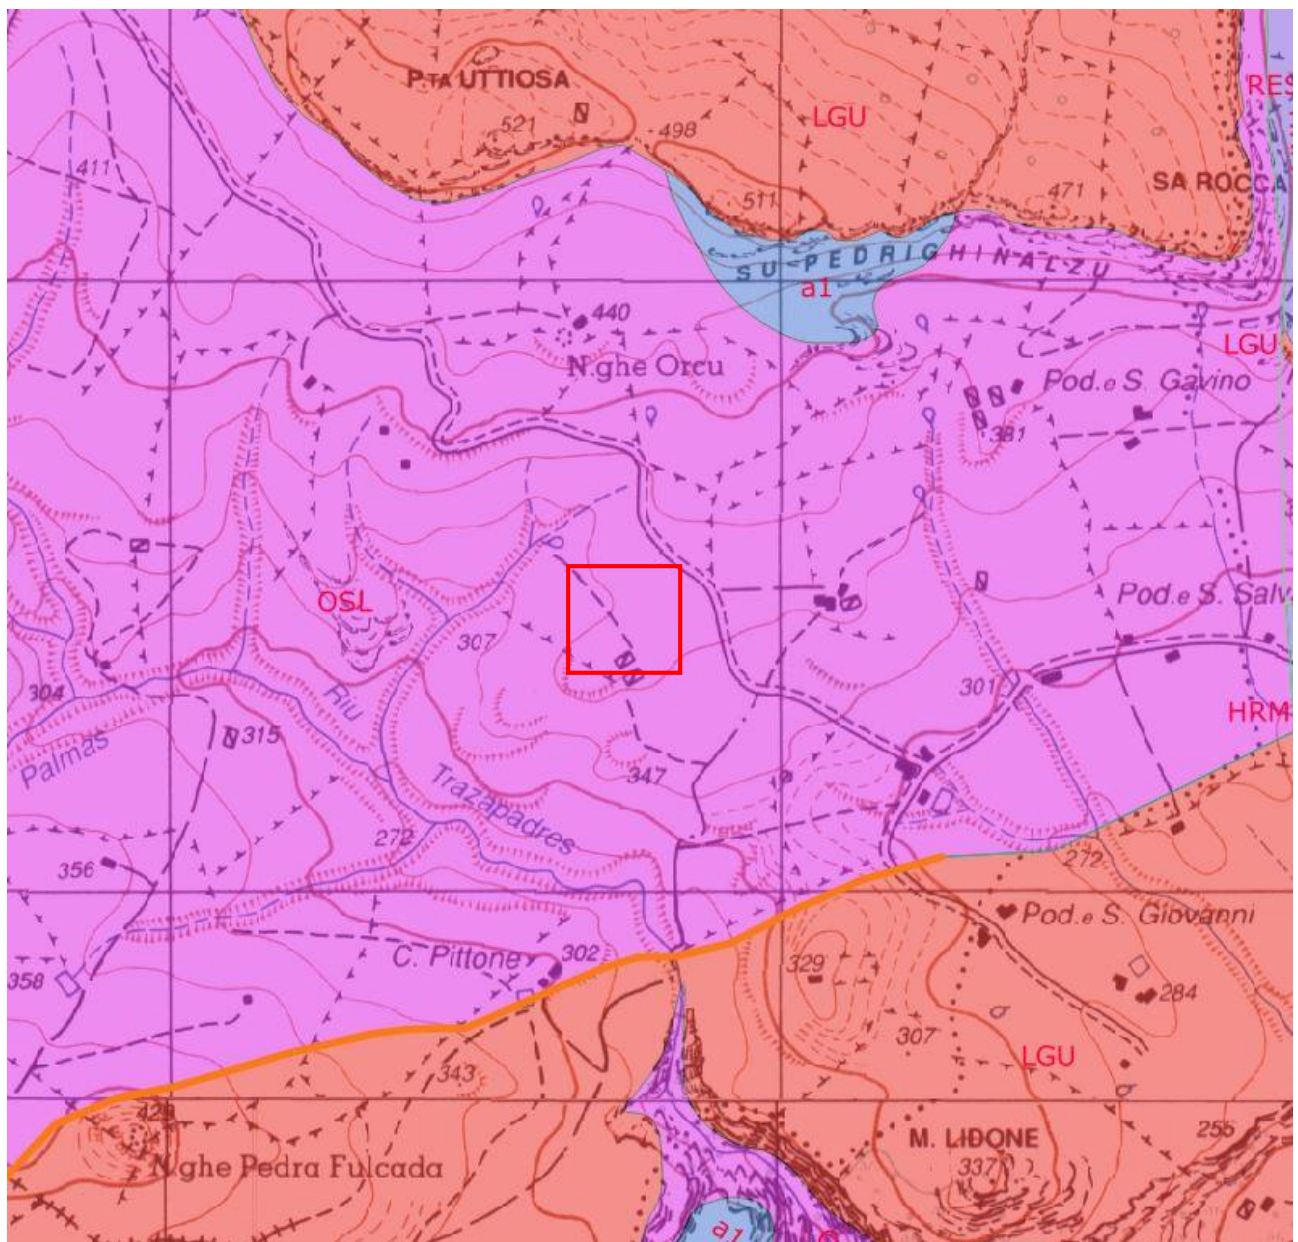 RES
P.TA UTTIOSA
521
498
LGU
411
511
471
SA ROCCA
SU PEDRIGHINALZU
a1
440
N.ghe Orcu
LGU
Pod.e S. Gavino
381
OSL
307
Pod.e S. Salv
304
301
Riu
HRM
Palmas
315
347
Trazapadres
272
356
272
Pod.e S. Giovanni
358
C. Pittone
302
329
284
307
LGU
343
M. LIDONE
255
N.ghe Pedra Fulcada
337
a1